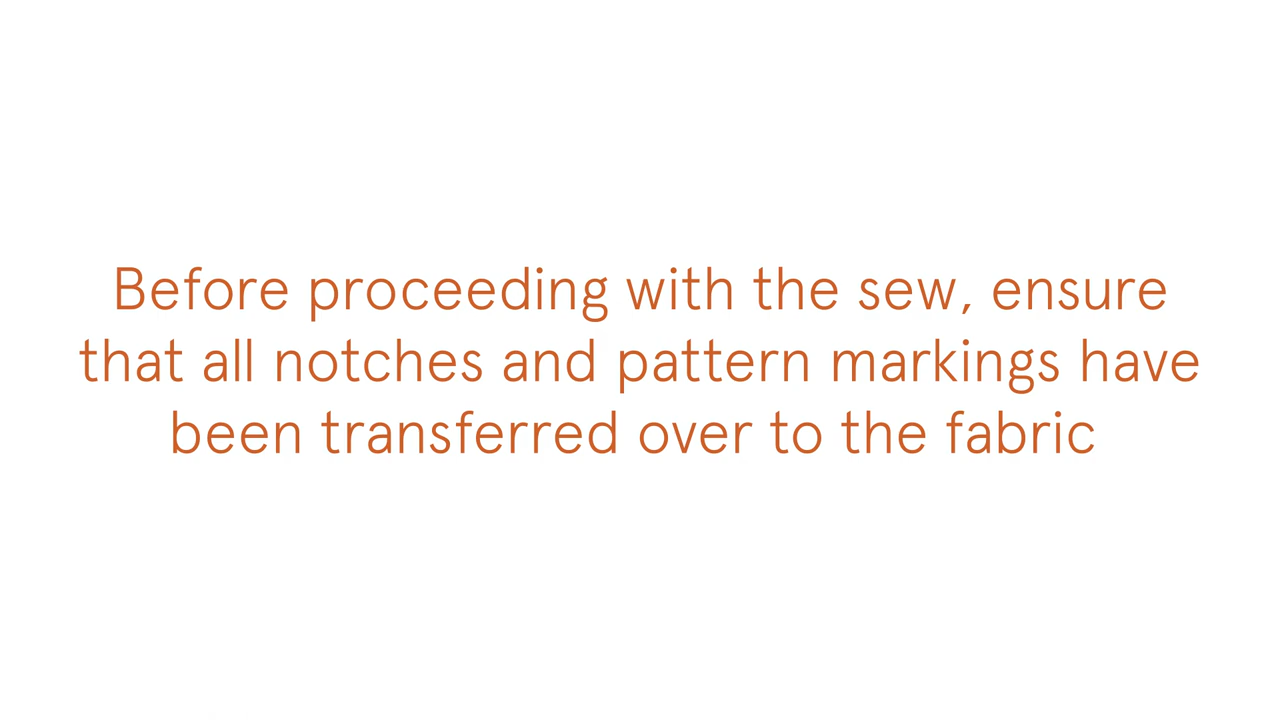 Before proceeding with the sew, ensure
that all notches and pattern markings have
been transferred over to the fabric